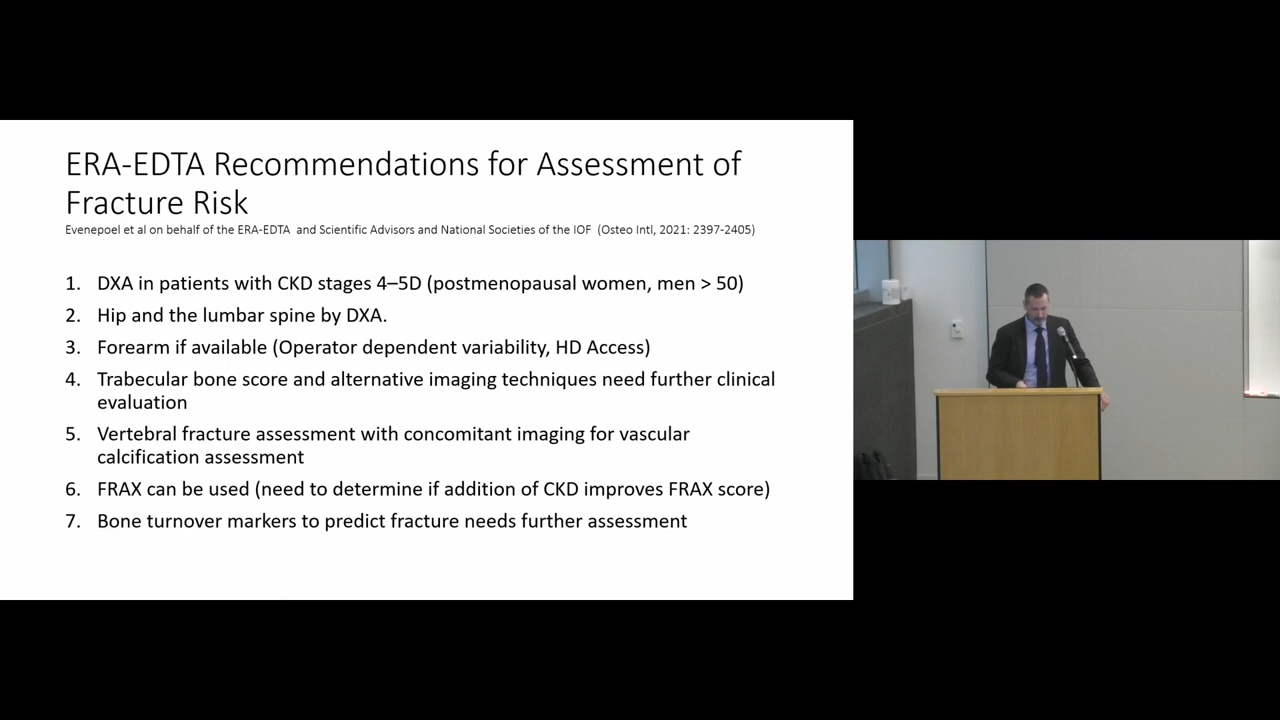 ERA-EDTA Recommendations for Assessment of
Fracture Risk
Evenepoel et al on behalf of the ERA-EDTA  and Scientific Advisors and National Societies of the IOF  (Osteo Intl, 2021: 2397-2405)
1. DXA in patients with CKD stages 4–5D (postmenopausal women, men > 50)
2. Hip and the lumbar spine by DXA.
3. Forearm if available (Operator dependent variability, HD Access)
4. Trabecular bone score and alternative imaging techniques need further clinical
evaluation
5. Vertebral fracture assessment with concomitant imaging for vascular
calcification assessment
6. FRAX can be used (need to determine if addition of CKD improves FRAX score)
7. Bone turnover markers to predict fracture needs further assessment